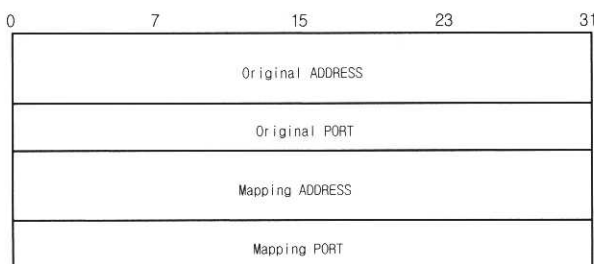 0 7 15 23 31
Original ADDRESS
Original PORT
Mapping ADDRESS
Mapping PORT